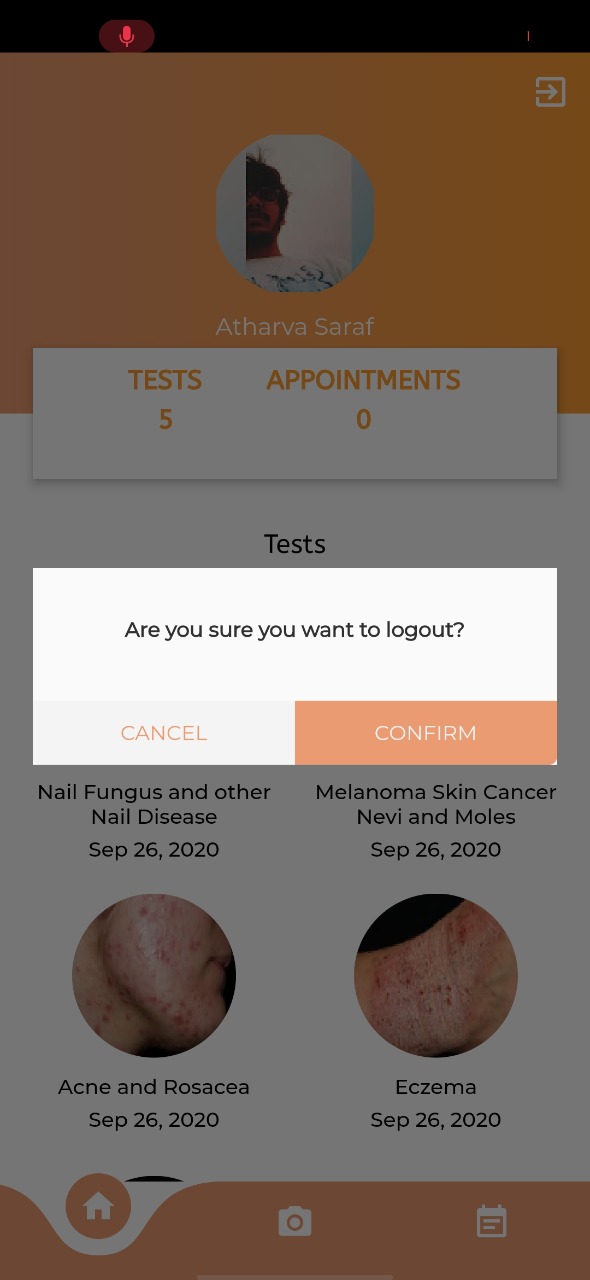 Atharva Saraf
TESTS APPOINTMENTS
5 0
Tests
Are you sure you want to logout?
CANCEL CONFIRM
Nail Fungus and other Melanoma Skin Cancer
Nail Disease Nevi and Moles
Sep 26, 2020 Sep 26, 2020
Acne and Rosacea Eczema
Sep 26, 2020 Sep 26, 2020